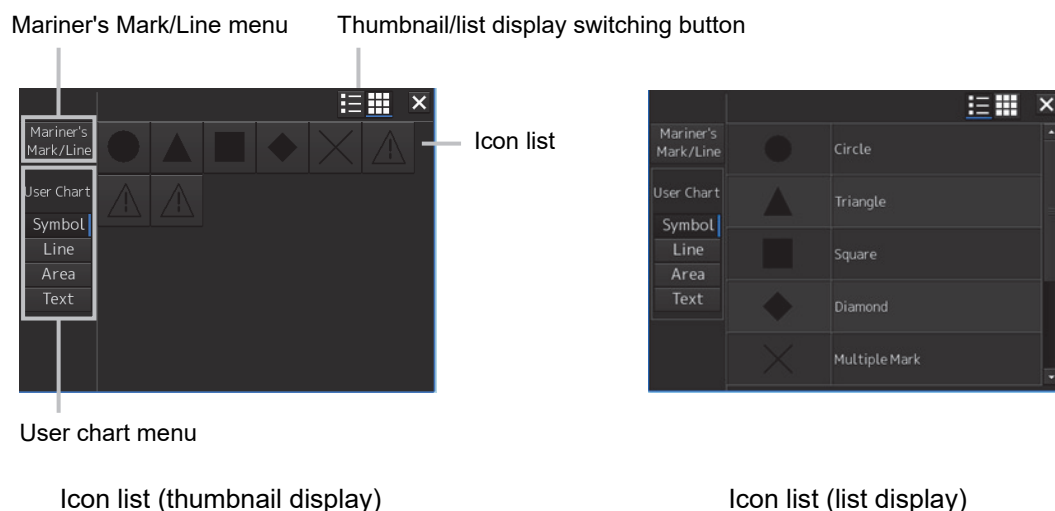 Mariner's Mark/Line menu
Thumbnail/list display switching button
Mariner's
Mark/Line
User Chart
Symbol
Line
Area
Text
Icon list
User chart menu
Icon list (thumbnail display)
Mariner's
Mark/Line
User Chart
Symbol
Line
Area
Text
Circle
Triangle
Square
Diamond
Multiple Mark
Icon list (list display)